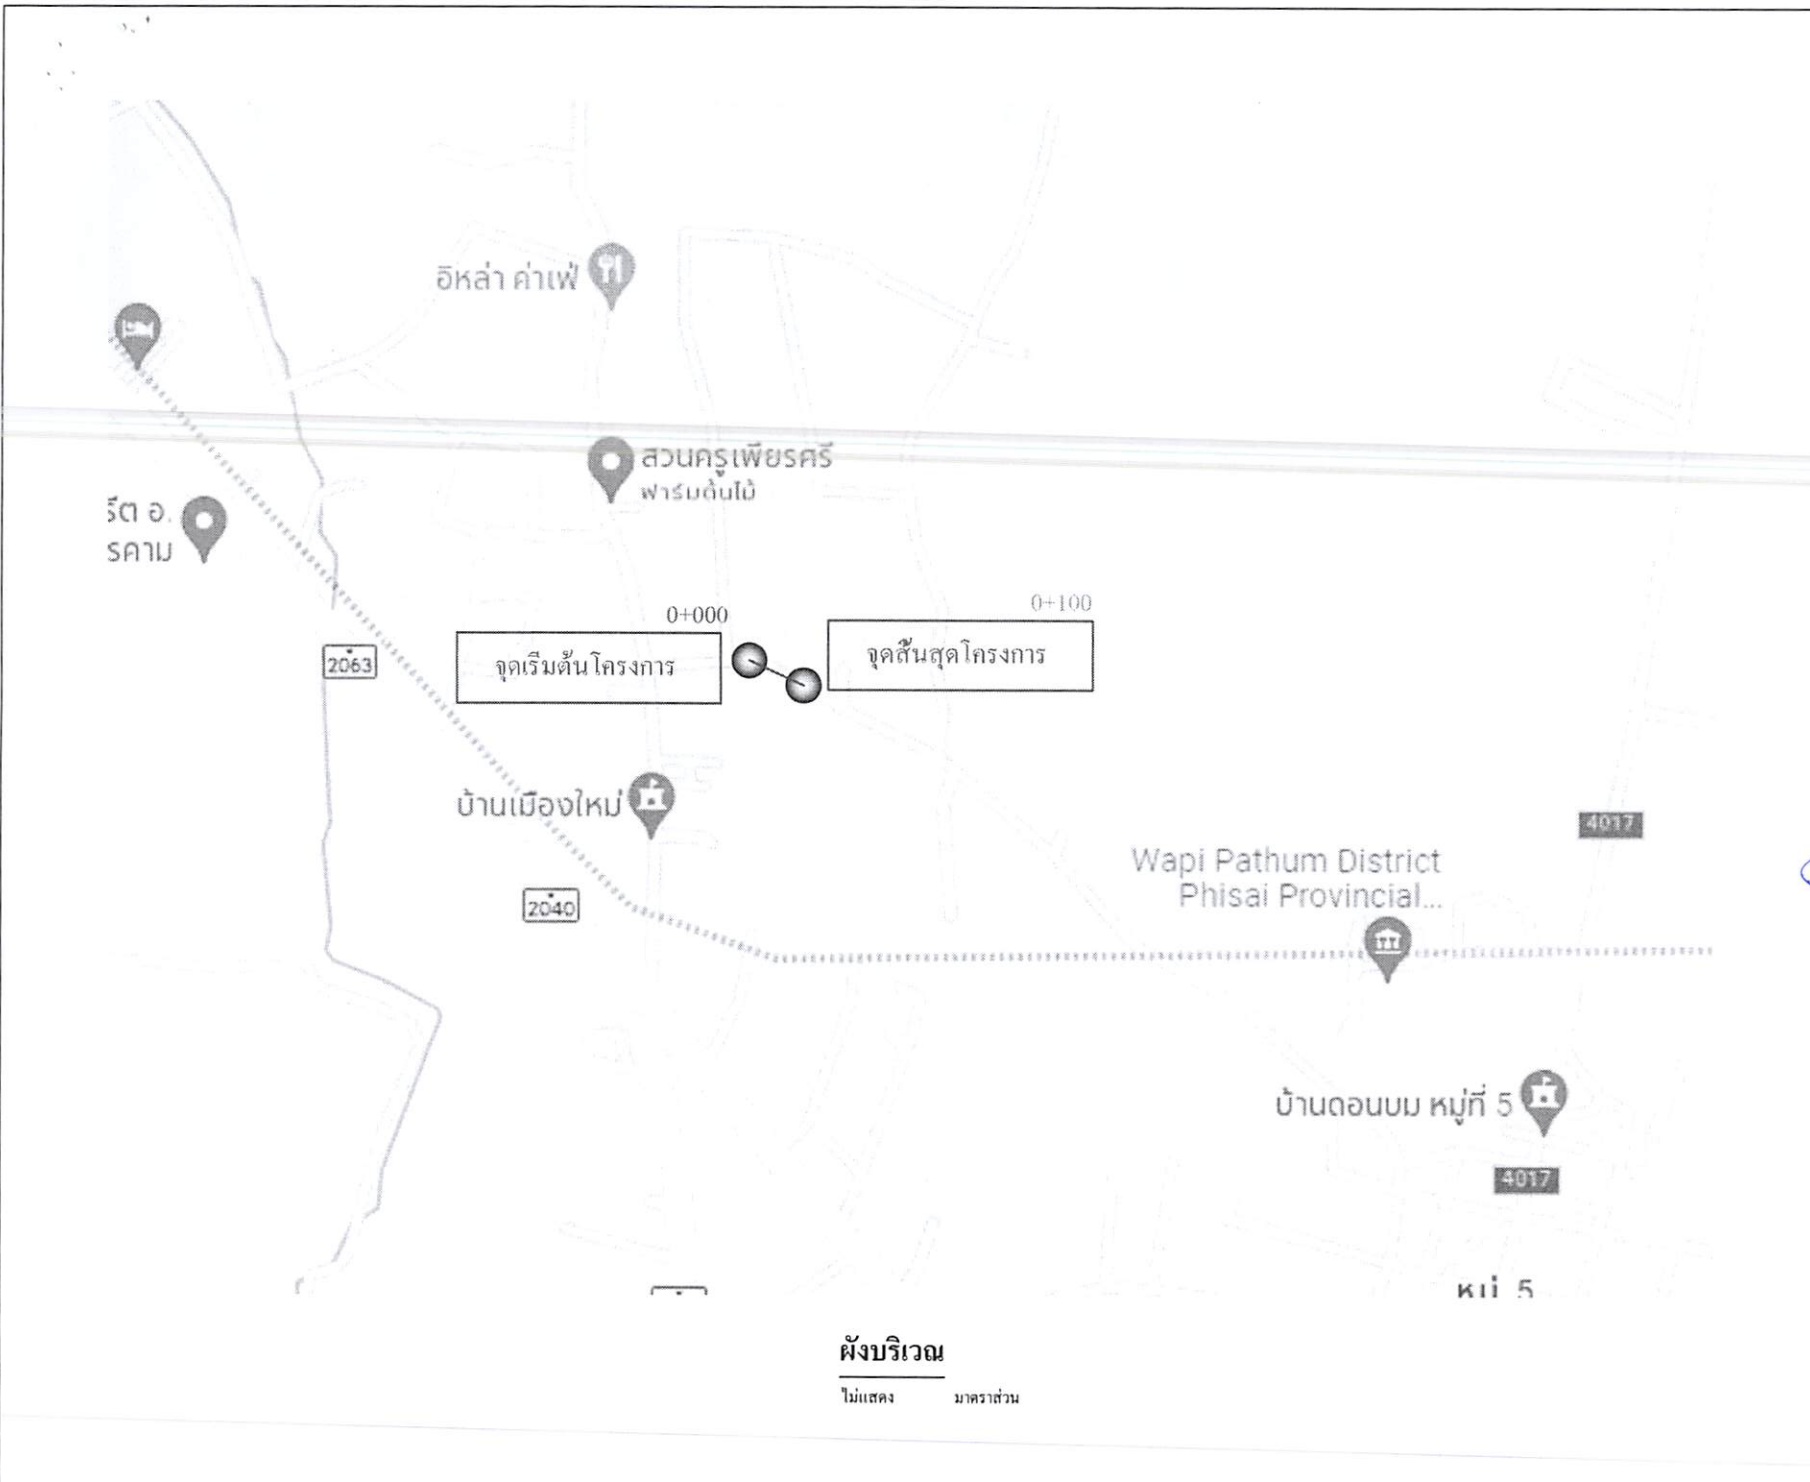 อิหล่า ค่าเฟ่
สวนครูเพียรศรี
ฟาร์มต้นไม้
รีต อ.
รคาม
0+000
0+100
จุดเริ่มต้นโครงการ
จุดสิ้นสุดโครงการ
2063
บ้านเมืองใหม่
4017
Wapi Pathum District
Phisai Provincial...
2040
บ้านดอนบม หมู่ที่ 5
4017
หมู่ 5
ผังบริเวณ
ไม่แสดง มาตราส่วน